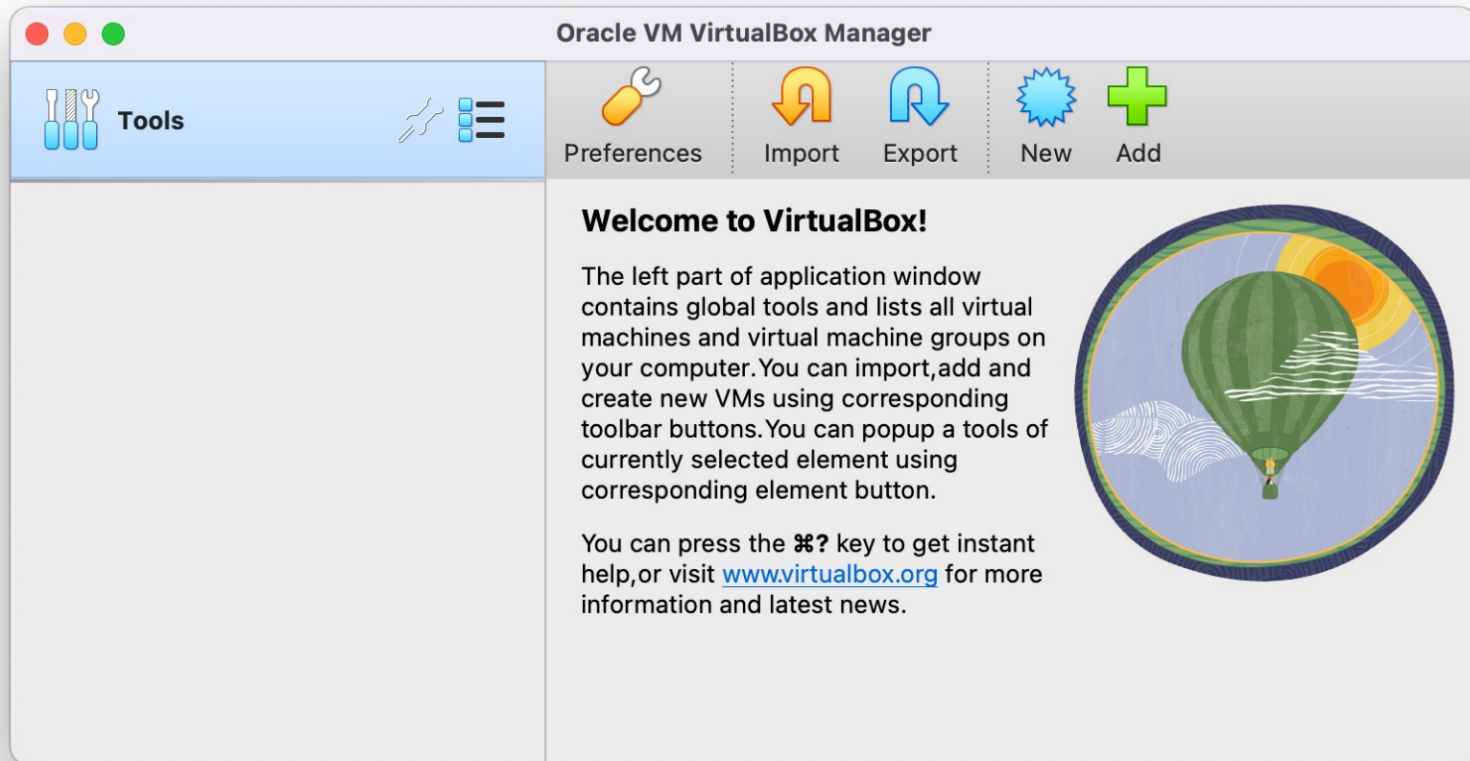 Oracle VM VirtualBox Manager
Tools
Preferences
Import
Export
New
Add
Welcome to VirtualBox!
The left part of application window
contains global tools and lists all virtual
machines and virtual machine groups on
your computer.You can import,add and
create new VMs using corresponding
toolbar buttons.You can popup a tools of
currently selected element using
corresponding element button.
You can press the ⌘? key to get instant
help,or visit www.virtualbox.org for more
information and latest news.